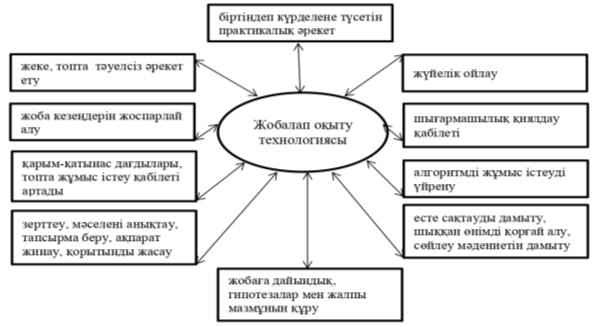 біртіндеп күрделене түсетін
практикалық әрекет
жеке, топта тәуелсіз әрекет
ету
жүйелік ойлау
жоба кезеңдерін жоспарлай
алу
Жобалап оқыту
технологиясы
шығармашылық қиялдау
қабілеті
қарым-қатынас дағдылары,
топта жұмыс істеу қабілеті
артады
алгоритмді жұмыс істеуді
үйрену
зерттеу, мәселені анықтау,
тапсырма беру, ақпарат
жинау, қорытынды жасау
есте сақтауды дамыту,
шыққан өнімді қорғай алу,
сөйлеу мәдениетін дамыту
жобаға дайындық,
гипотезалар мен жалпы
мазмұнын құру